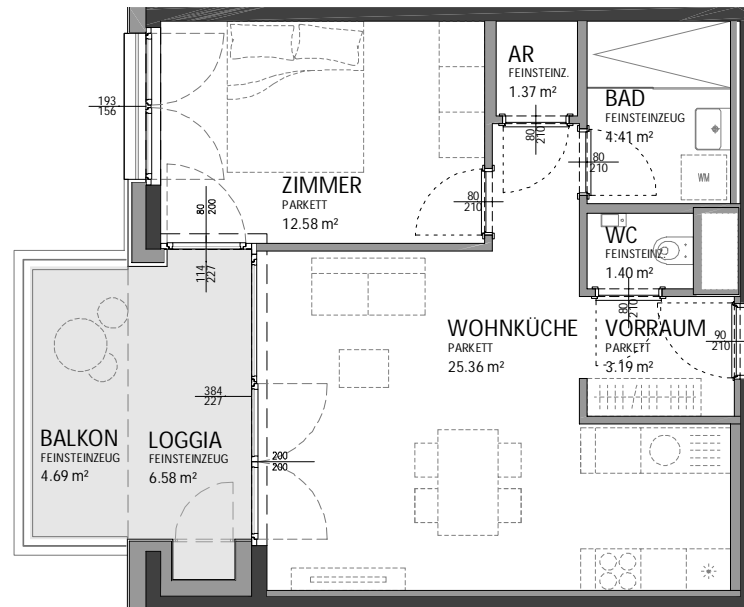 AR
FEINSTEINZ.
1.37 m²
BAD
FEINSTEINZEUG
4.41 m²
193
156
80
210
80
210
WM
ZIMMER
PARKETT
12.58 m²
80
210
80
200
WC
FEINSTEINZ.
1.40 m²
114
227
80
210
WOHNKÜCHE
PARKETT
25.36 m²
VORRAUM
PARKETT
3.19 m²
90
210
384
227
BALKON
FEINSTEINZEUG
4.69 m²
LOGGIA
FEINSTEINZEUG
6.58 m²
200
200